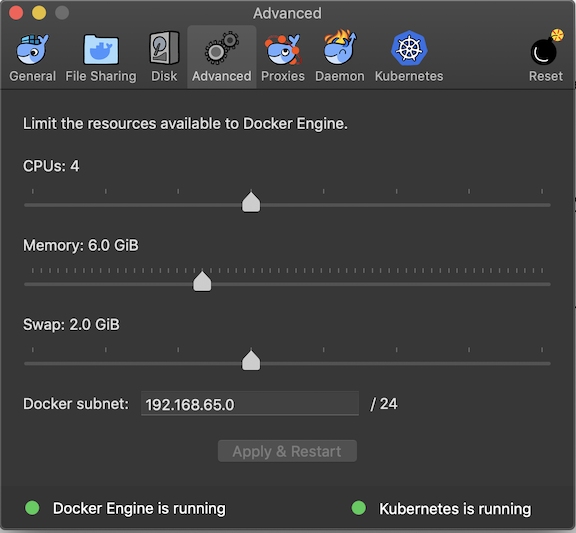 Advanced
General File Sharing Disk Advanced Proxies Daemon Kubernetes Reset
Limit the resources available to Docker Engine.
CPUs: 4
Memory: 6.0 GiB
Swap: 2.0 GiB
Docker subnet: 192.168.65.0 / 24
Apply & Restart
Docker Engine is running Kubernetes is running